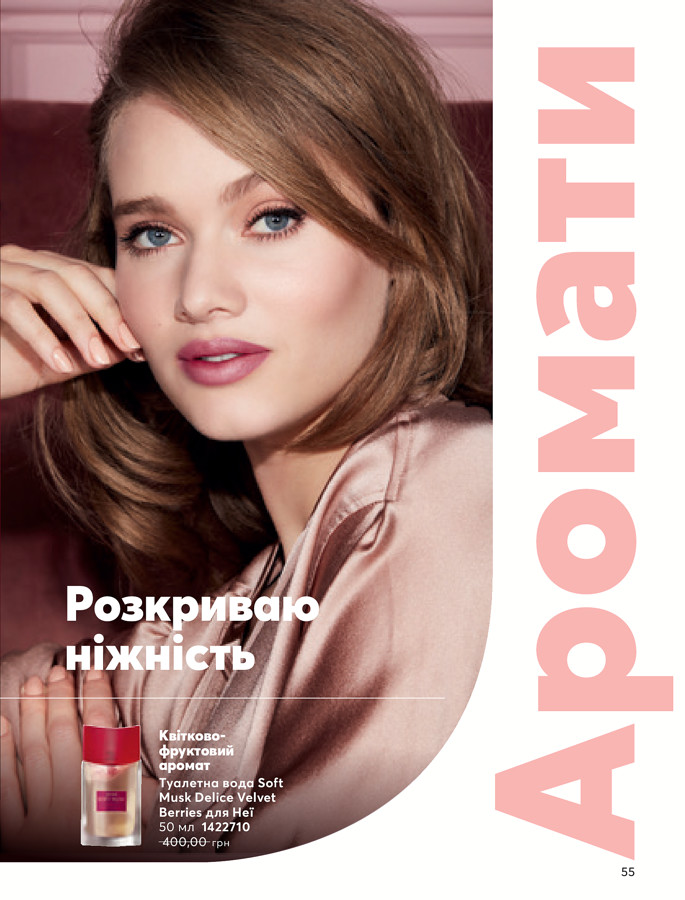 Аромати
Розкриваю
ніжність
Квітково-
фруктовий
аромат
Туалетна вода Soft
Musk Delice Velvet
Berries для Неї
50 мл 1422710
400,00 грн
55